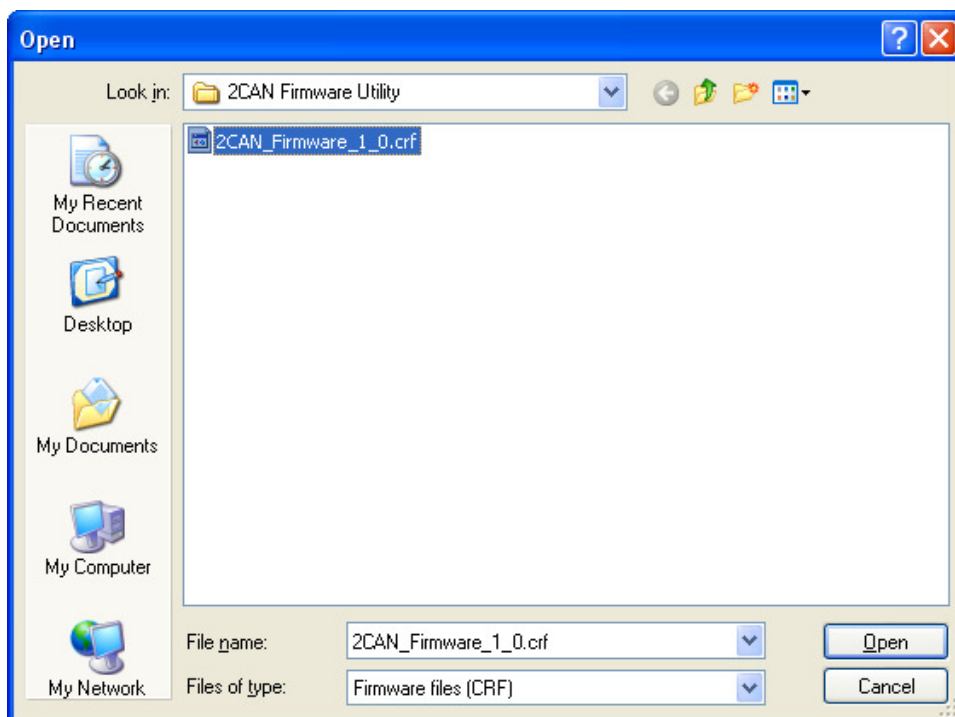 Open
Look in:
2CAN Firmware Utility
2CAN_Firmware_1_0.crf
My Recent
Documents
Desktop
My Documents
My Computer
My Network
File name:
2CAN_Firmware_1_0.crf
Open
Files of type:
Firmware files (CRF)
Cancel